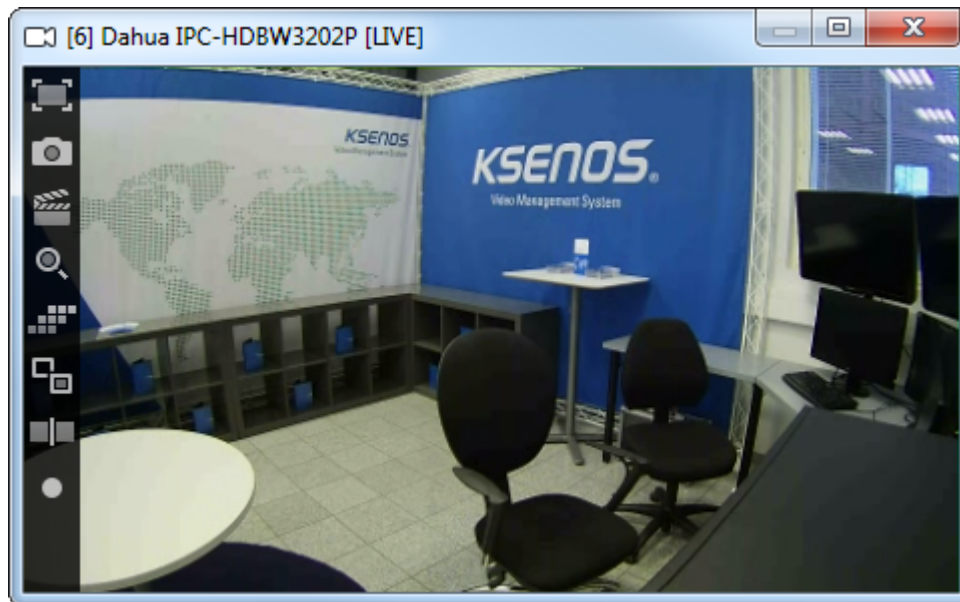 [6] Dahua IPC-HDBW3202P [LIVE]
KSENOS
Video Management System
KSENOS®
Video Management System